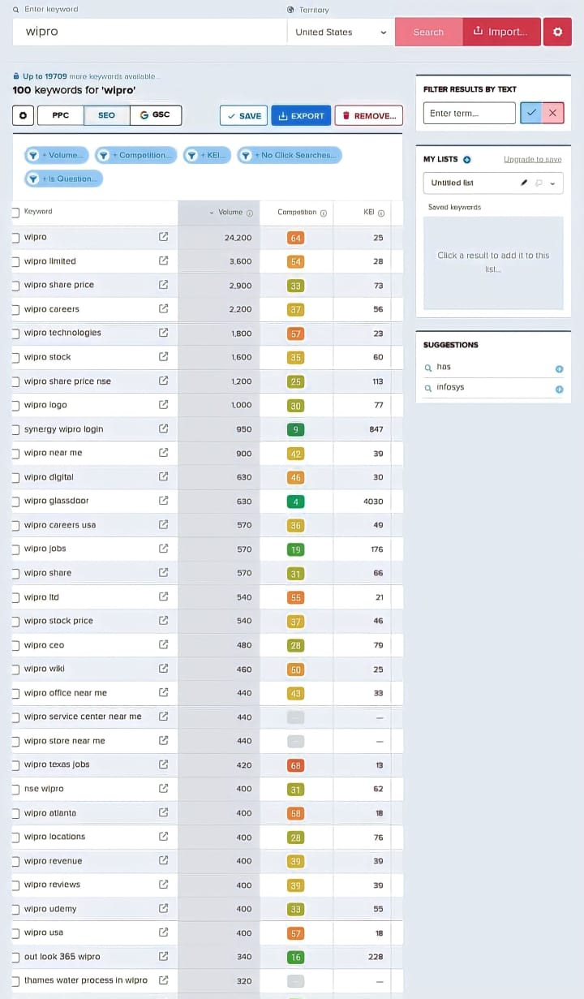 Enter keyword
Territory
wipro
United States
Search
Import...
Up to 19709 more keywords available...
100 keywords for 'wipro'
PPC
SEO
GSC
SAVE
EXPORT
REMOVE...
+ Volume...
+ Competition...
+ KEI...
+ No Click Searches...
+ Is Question...
Keyword Volume Competition KEI
wipro 24,200 64 25
wipro limited 3,600 54 28
wipro share price 2,900 33 73
wipro careers 2,200 37 56
wipro technologies 1,800 57 23
wipro stock 1,600 35 60
wipro share price nse 1,200 25 113
wipro logo 1,000 30 77
synergy wipro login 950 9 847
wipro near me 900 42 39
wipro digital 630 46 30
wipro glassdoor 630 4 4030
wipro careers usa 570 36 49
wipro jobs 570 19 176
wipro share 570 31 66
wipro ltd 540 55 21
wipro stock price 540 37 46
wipro ceo 480 28 79
wipro wiki 460 50 25
wipro office near me 440 43 33
wipro service center near me 440 —
wipro store near me 440 —
wipro texas jobs 420 68 13
nse wipro 400 31 62
wipro atlanta 400 58 18
wipro locations 400 28 76
wipro revenue 400 39 39
wipro reviews 400 39 39
wipro udemy 400 33 55
wipro usa 400 57 18
out look 365 wipro 340 16 228
thames water process in wipro 320 —
FILTER RESULTS BY TEXT
Enter term...
MY LISTS
Upgrade to save
Untitled list
Saved keywords
Click a result to add it to this
list...
SUGGESTIONS
has
infosys